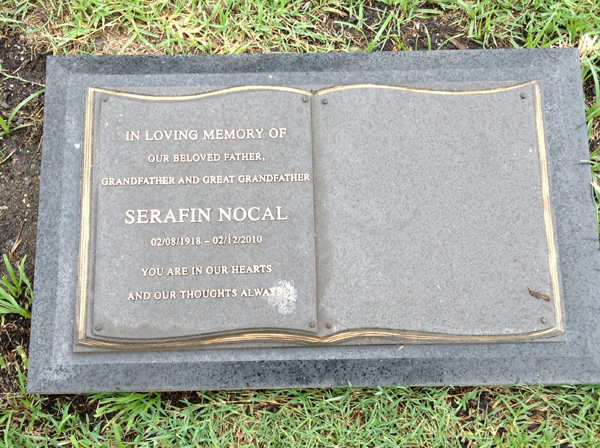 IN LOVING MEMORY OF
OUR BELOVED FATHER,
GRANDFATHER AND GREAT GRANDFATHER
SERAFIN NOCAL
02/08/1918 – 02/12/2010
YOU ARE IN OUR HEARTS
AND OUR THOUGHTS ALWAYS